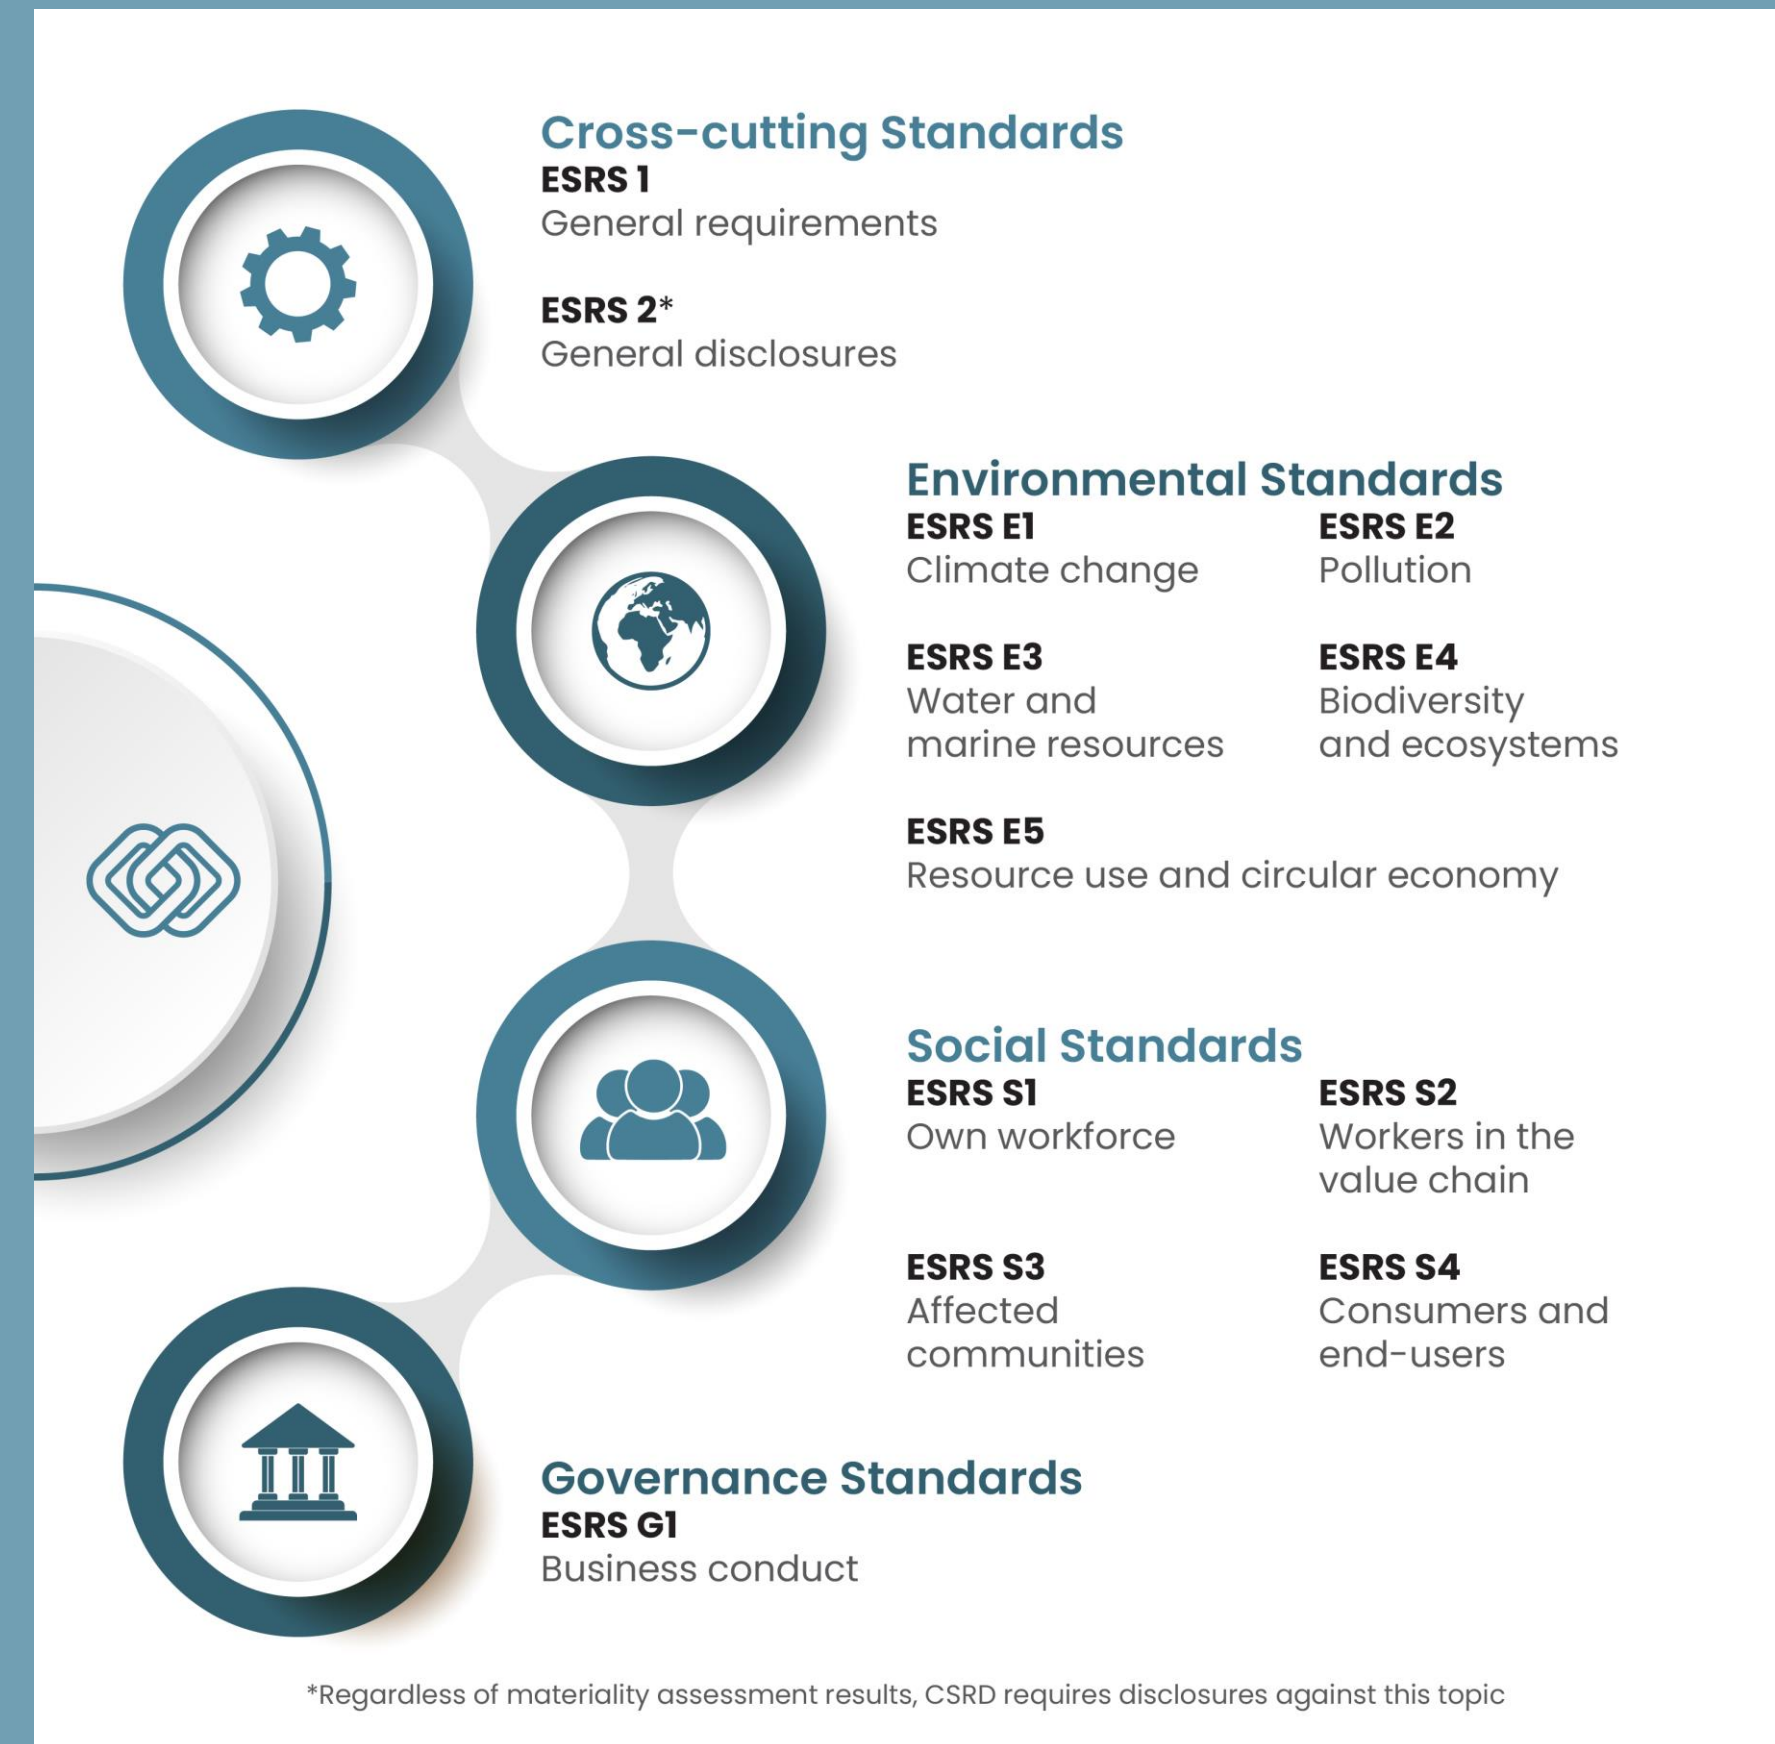 Cross-cutting Standards
ESRS 1
General requirements
ESRS 2*
General disclosures
Environmental Standards
ESRS E1
Climate change
ESRS E2
Pollution
ESRS E3
Water and
marine resources
ESRS E4
Biodiversity
and ecosystems
ESRS E5
Resource use and circular economy
Social Standards
ESRS S1
Own workforce
ESRS S2
Workers in the
value chain
ESRS S3
Affected
communities
ESRS S4
Consumers and
end-users
Governance Standards
ESRS G1
Business conduct
*Regardless of materiality assessment results, CSRD requires disclosures against this topic